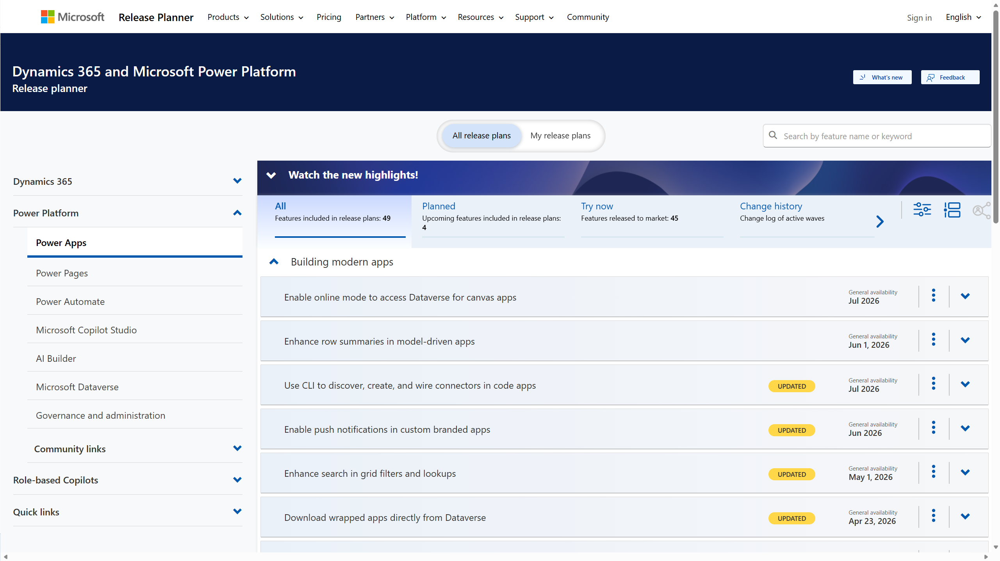 Microsoft Release Planner Products Solutions Pricing Partners Platform Resources Support Community Sign in English
Dynamics 365 and Microsoft Power Platform
Release planner
What's new
Feedback
All release plans
My release plans
Search by feature name or keyword
Dynamics 365
Power Platform
Power Apps
Power Pages
Power Automate
Microsoft Copilot Studio
AI Builder
Microsoft Dataverse
Governance and administration
Community links
Role-based Copilots
Quick links
Watch the new highlights!
All
Features included in release plans: 49
Planned
Upcoming features included in release plans:
4
Try now
Features released to market: 45
Change history
Change log of active waves
Building modern apps
Enable online mode to access Dataverse for canvas apps
General availability
Jul 2026
Enhance row summaries in model-driven apps
General availability
Jun 1, 2026
Use CLI to discover, create, and wire connectors in code apps
UPDATED
General availability
Jul 2026
Enable push notifications in custom branded apps
UPDATED
General availability
Jun 2026
Enhance search in grid filters and lookups
UPDATED
General availability
May 1, 2026
Download wrapped apps directly from Dataverse
UPDATED
General availability
Apr 23, 2026